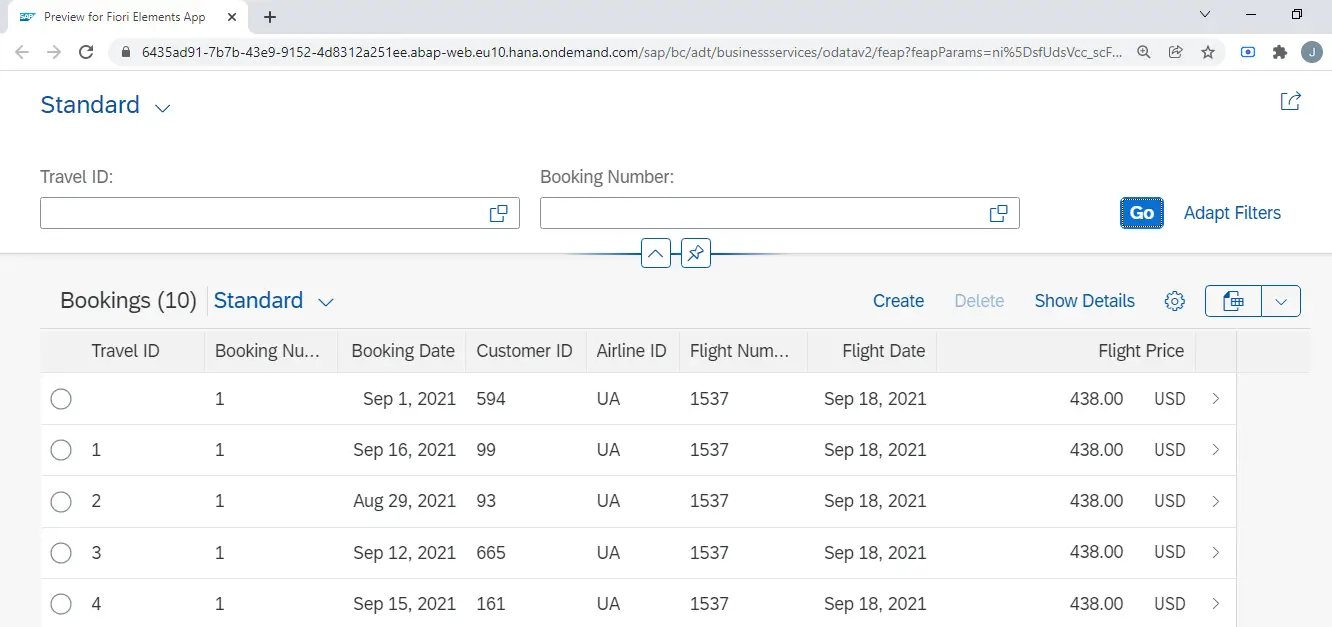 SAP Preview for Fiori Elements App
6435ad91-7b7b-43e9-9152-4d8312a251ee.abap-web.eu10.hana.ondemand.com/sap/bc/adt/businessservices/odatav2/feap?feapParams=ni%5DsfUdsVcc_scF... J
Standard
Travel ID: Booking Number:
Go Adapt Filters
Bookings (10) Standard Create Delete Show Details
Travel ID Booking Nu... Booking Date Customer ID Airline ID Flight Num... Flight Date Flight Price
1 Sep 1, 2021 594 UA 1537 Sep 18, 2021 438.00 USD
1 1 Sep 16, 2021 99 UA 1537 Sep 18, 2021 438.00 USD
2 1 Aug 29, 2021 93 UA 1537 Sep 18, 2021 438.00 USD
3 1 Sep 12, 2021 665 UA 1537 Sep 18, 2021 438.00 USD
4 1 Sep 15, 2021 161 UA 1537 Sep 18, 2021 438.00 USD